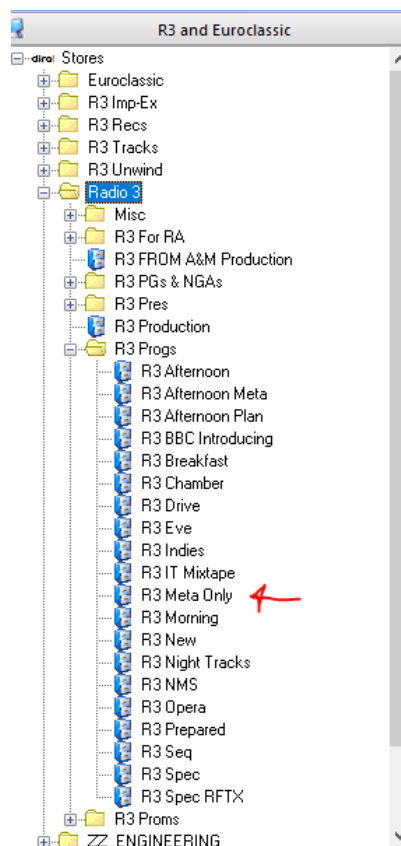 R3 and Euroclassic
dira! Stores
Euroclassic
R3 Imp-Ex
R3 Recs
R3 Tracks
R3 Unwind
Radio 3
Misc
R3 For RA
R3 FROM A&M Production
R3 PGs & NGAs
R3 Pres
R3 Production
R3 Progs
R3 Afternoon
R3 Afternoon Meta
R3 Afternoon Plan
R3 BBC Introducing
R3 Breakfast
R3 Chamber
R3 Drive
R3 Eve
R3 Indies
R3 IT Mixtape
R3 Meta Only
R3 Morning
R3 New
R3 Night Tracks
R3 NMS
R3 Opera
R3 Prepared
R3 Seq
R3 Spec
R3 Spec RFTX
R3 Proms
ZZ ENGINEERING